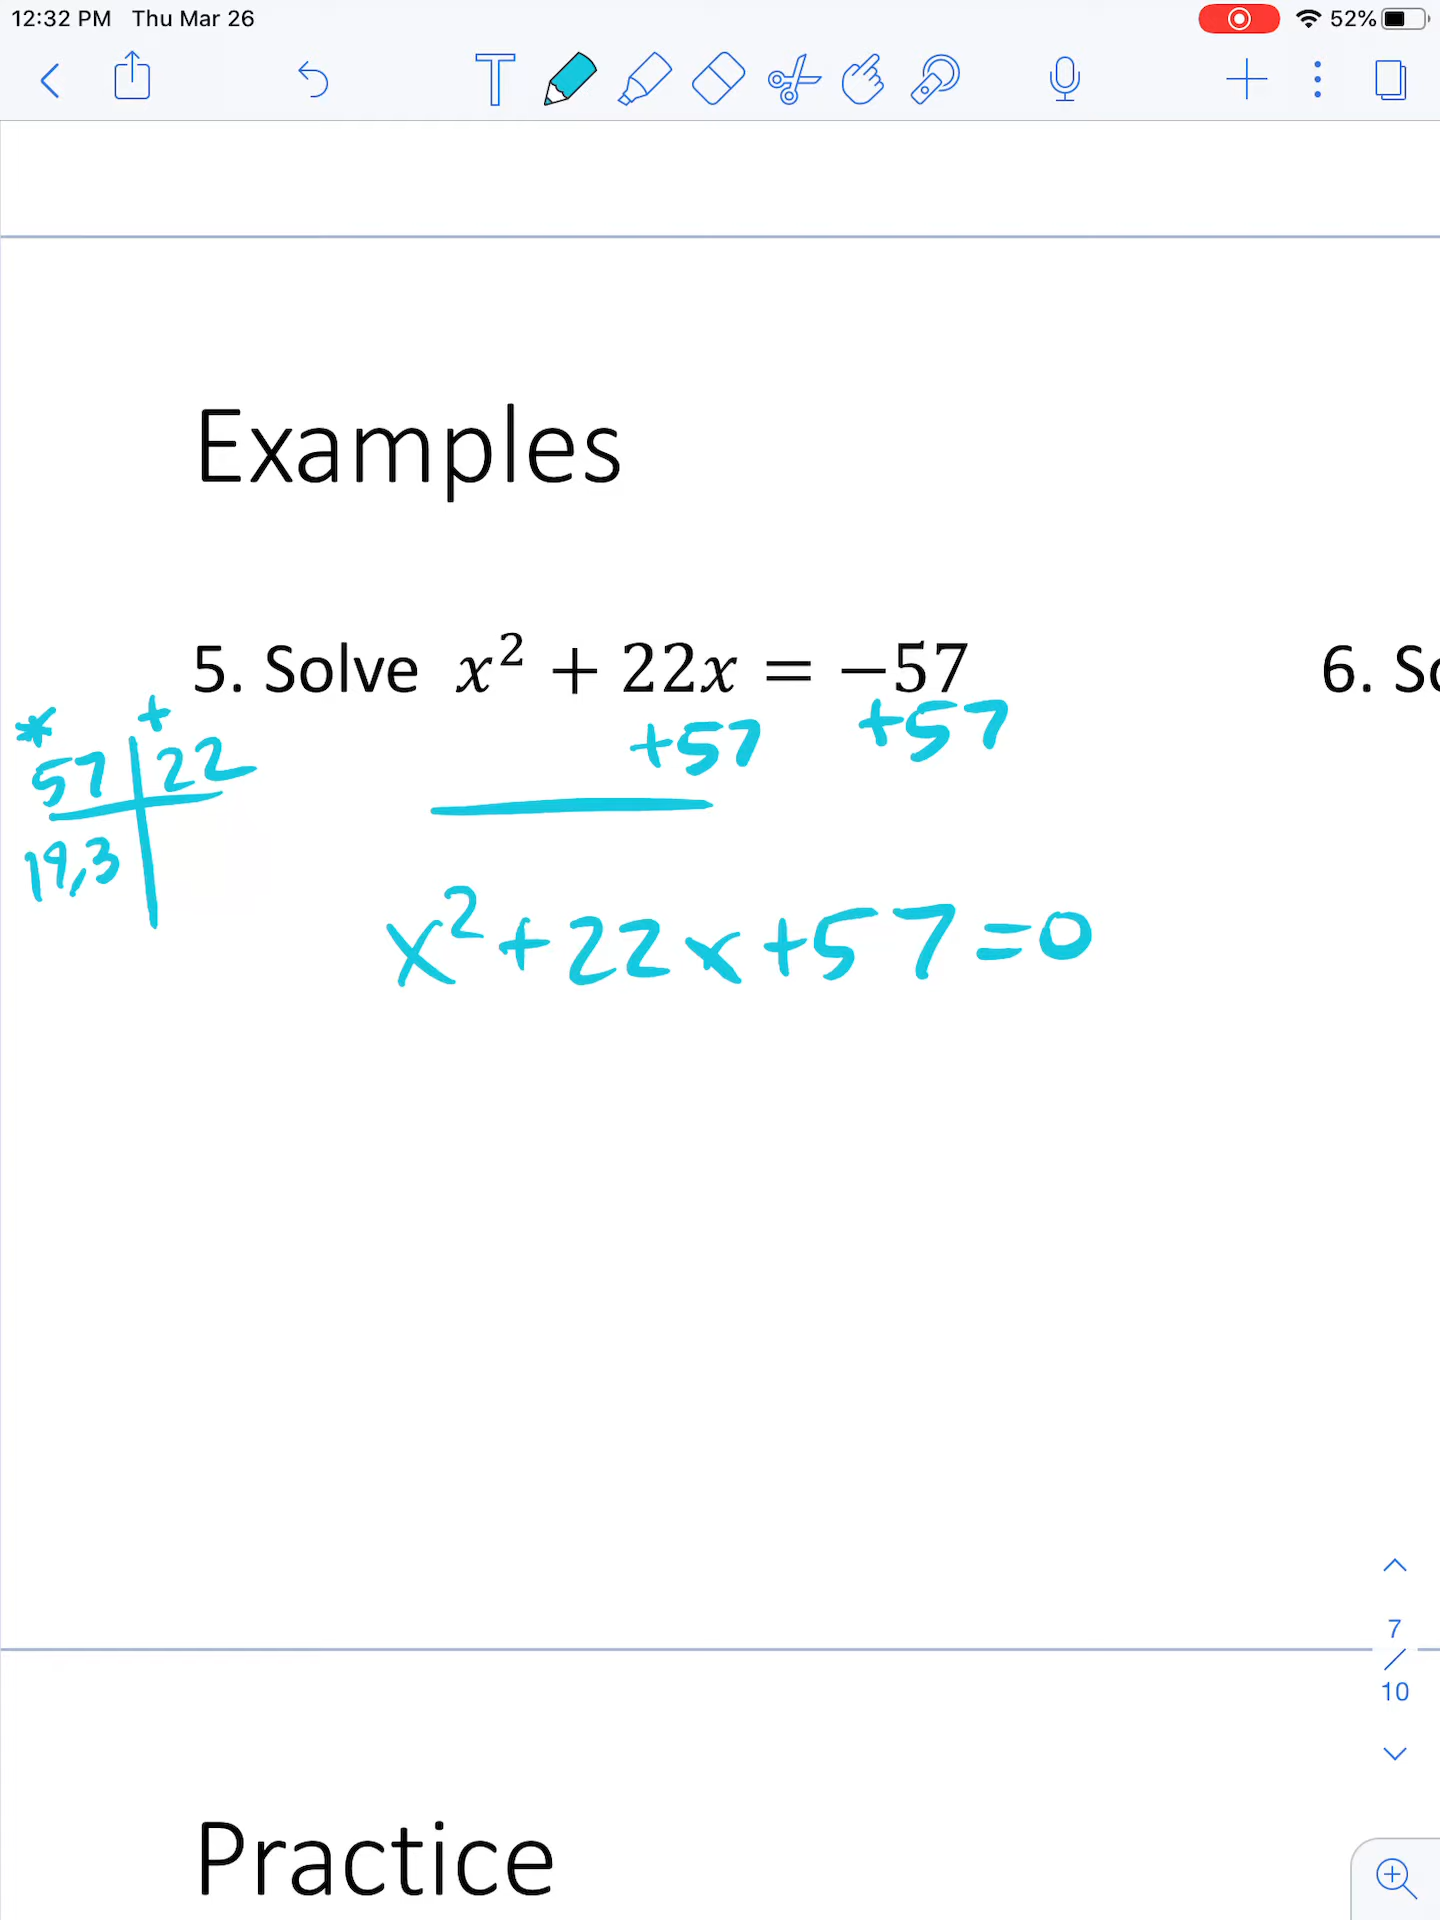 12:32 PM Thu Mar 26
52%
T
Examples
5. Solve x² + 22x = −57
6. So
* +
+57 +57
57 22
19,3
x²+22x+57=0
7
/
10
Practice